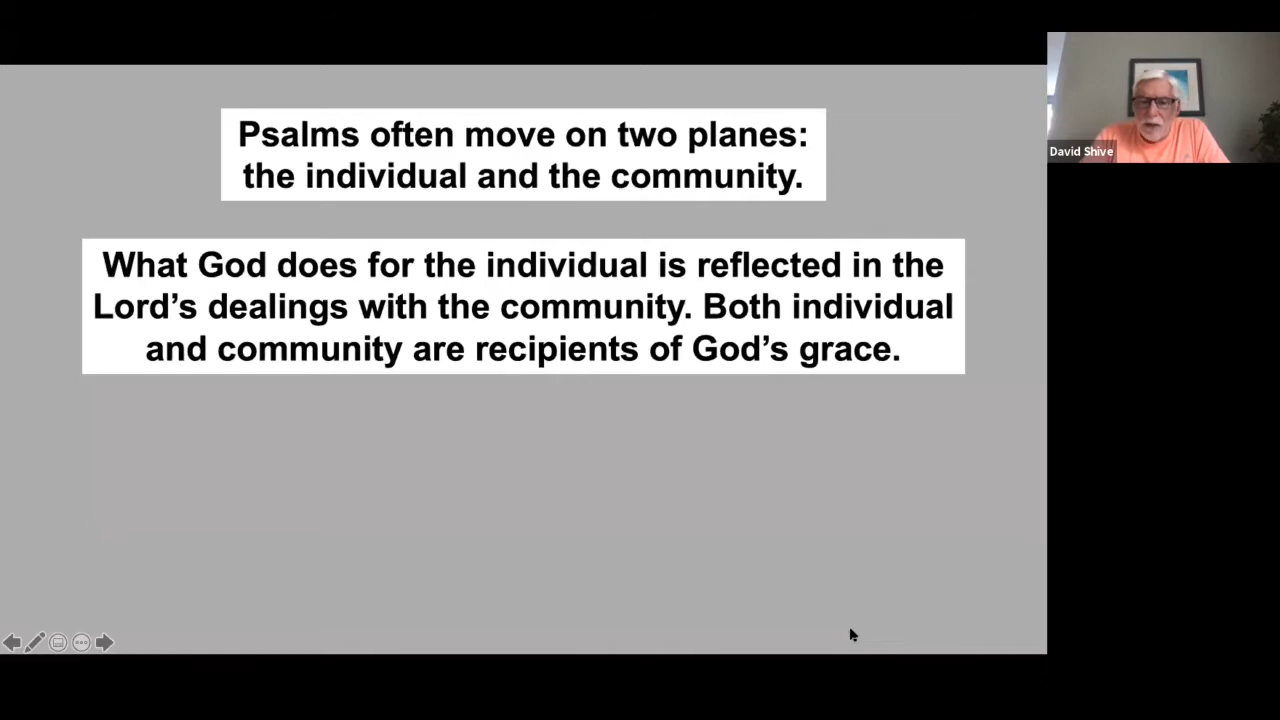 Psalms often move on two planes:
the individual and the community.
What God does for the individual is reflected in the
Lord’s dealings with the community. Both individual
and community are recipients of God’s grace.
David Shive